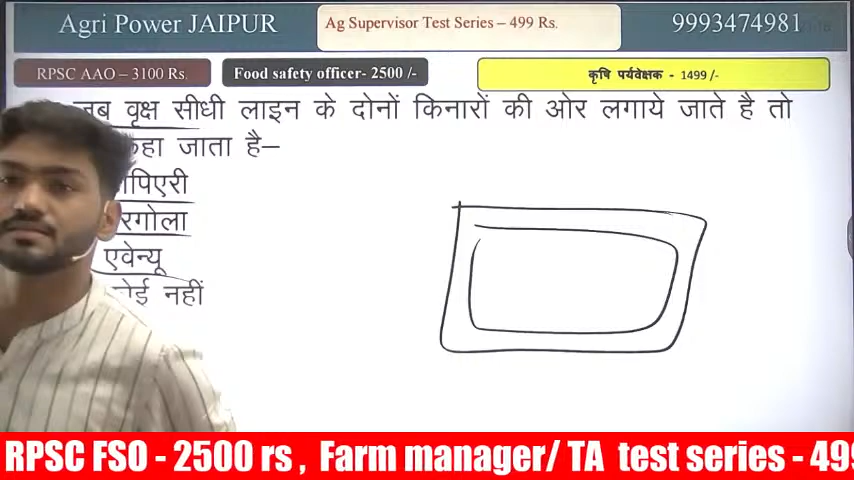 Agri Power JAIPUR
Ag Supervisor Test Series – 499 Rs.
9993474981
RPSC AAO – 3100 Rs.
Food safety officer- 2500 /-
कृषि पर्यवेक्षक - 1499 /-
जब वृक्ष सीधी लाइन के दोनों किनारों की ओर लगाये जाते है तो
कहा जाता है–
पिएरी
रगोला
एवेन्यू
कोई नहीं
RPSC FSO - 2500 rs , Farm manager/ TA test series - 499